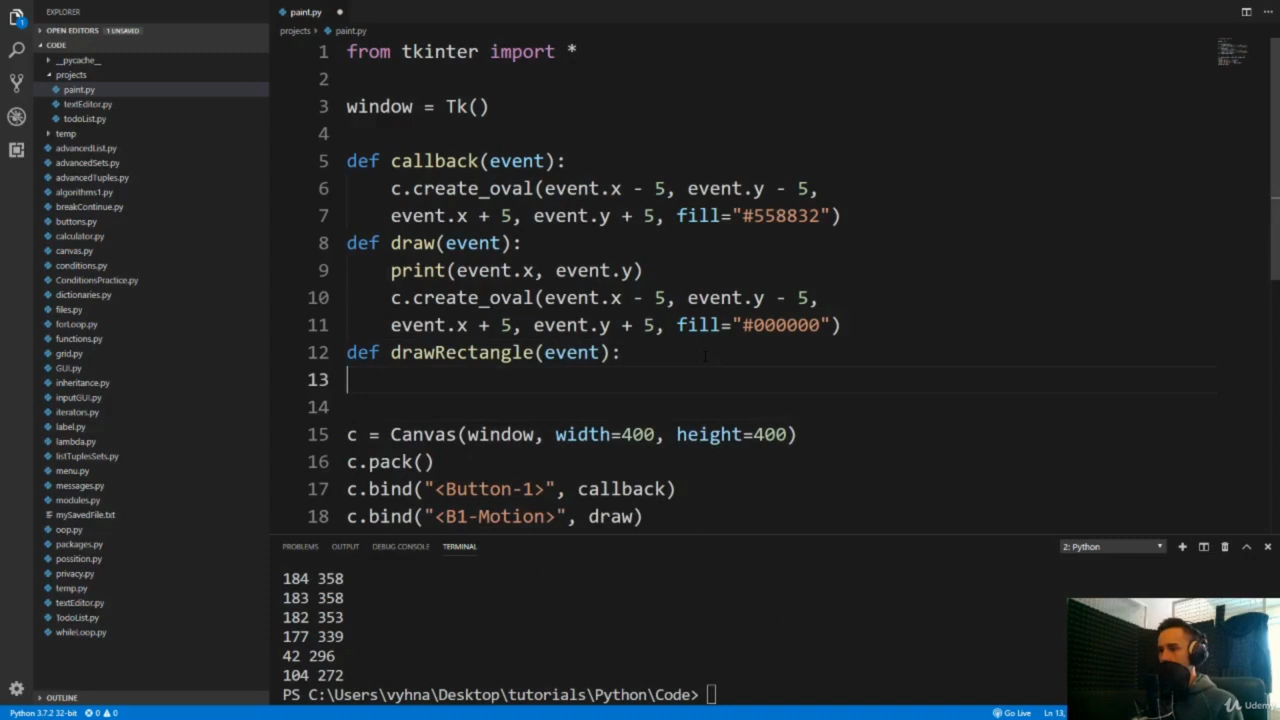 EXPLORER
OPEN EDITORS 1 UNSAVED
CODE
__pycache__
projects
paint.py
textEditor.py
todoList.py
temp
advancedList.py
advancedSets.py
advancedTuples.py
algorithms1.py
breakContinue.py
buttons.py
calculator.py
canvas.py
conditions.py
ConditionsPractice.py
dictionaries.py
files.py
forLoop.py
functions.py
grid.py
GUI.py
inheritance.py
inputGUI.py
iterators.py
label.py
lambda.py
listTuplesSets.py
menu.py
messages.py
modules.py
mySavedFile.txt
oop.py
packages.py
possition.py
privacy.py
temp.py
textEditor.py
TodoList.py
whileLoop.py
OUTLINE
paint.py
projects > paint.py
1 from tkinter import *
2
3 window = Tk()
4
5 def callback(event):
6 c.create_oval(event.x - 5, event.y - 5,
7 event.x + 5, event.y + 5, fill="#558832")
8 def draw(event):
9 print(event.x, event.y)
10 c.create_oval(event.x - 5, event.y - 5,
11 event.x + 5, event.y + 5, fill="#000000")
12 def drawRectangle(event):
13
14
15 c = Canvas(window, width=400, height=400)
16 c.pack()
17 c.bind("<Button-1>", callback)
18 c.bind("<B1-Motion>", draw)
PROBLEMS OUTPUT DEBUG CONSOLE TERMINAL 2: Python
184 358
183 358
182 353
177 339
42 296
104 272
PS C:\Users\vyhna\Desktop\tutorials\Python\Code>
Python 3.7.2 32-bit 0 0 Go Live Ln 13,
Udemy